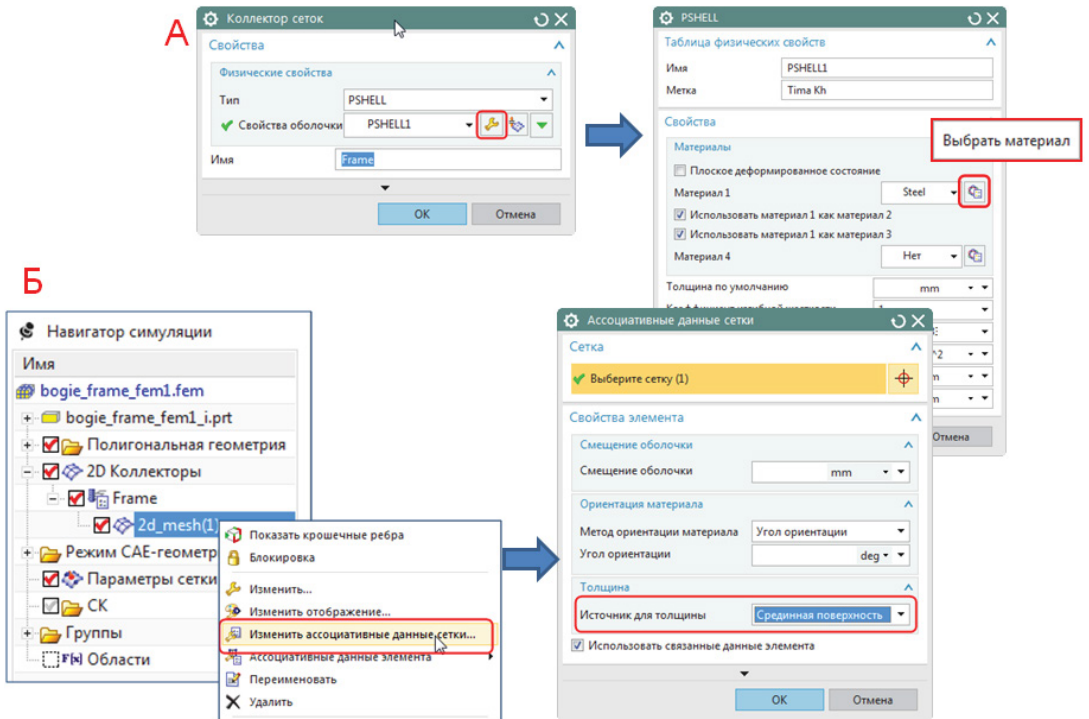 А
Коллектор сеток
Свойства
Физические свойства
Тип PSHELL
Свойства оболочки PSHELL1
Имя Frame
OK Отмена
PSHELL
Таблица физических свойств
Имя PSHELL1
Метка Tima Kh
Свойства
Выбрать материал
Материалы
Плоское деформированное состояние
Материал 1 Steel
Использовать материал 1 как материал 2
Использовать материал 1 как материал 3
Материал 4 Нет
Толщина по умолчанию mm
^2
Отмена
Б
Навигатор симуляции
Имя
bogie_frame_fem1.fem
bogie_frame_fem1_i.prt
Полигональная геометрия
2D Коллекторы
Frame
2d_mesh(1)
Режим CAE-геометр
Параметры сетки
СК
Группы
F(x) Области
Показать крошечные ребра
Блокировка
Изменить...
Изменить отображение...
Изменить ассоциативные данные сетки...
Ассоциативные данные элемента
Переименовать
Удалить
Ассоциативные данные сетки
Сетка
Выберите сетку (1)
Свойства элемента
Смещение оболочки
Смещение оболочки mm
Ориентация материала
Метод ориентации материала Угол ориентации
Угол ориентации deg
Толщина
Источник для толщины Срединная поверхность
Использовать связанные данные элемента
OK Отмена